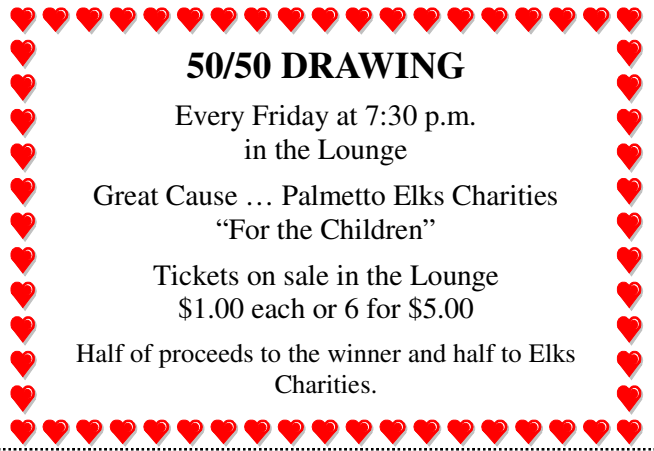 50/50 DRAWING
Every Friday at 7:30 p.m.
in the Lounge
Great Cause … Palmetto Elks Charities
“For the Children”
Tickets on sale in the Lounge
$1.00 each or 6 for $5.00
Half of proceeds to the winner and half to Elks
Charities.